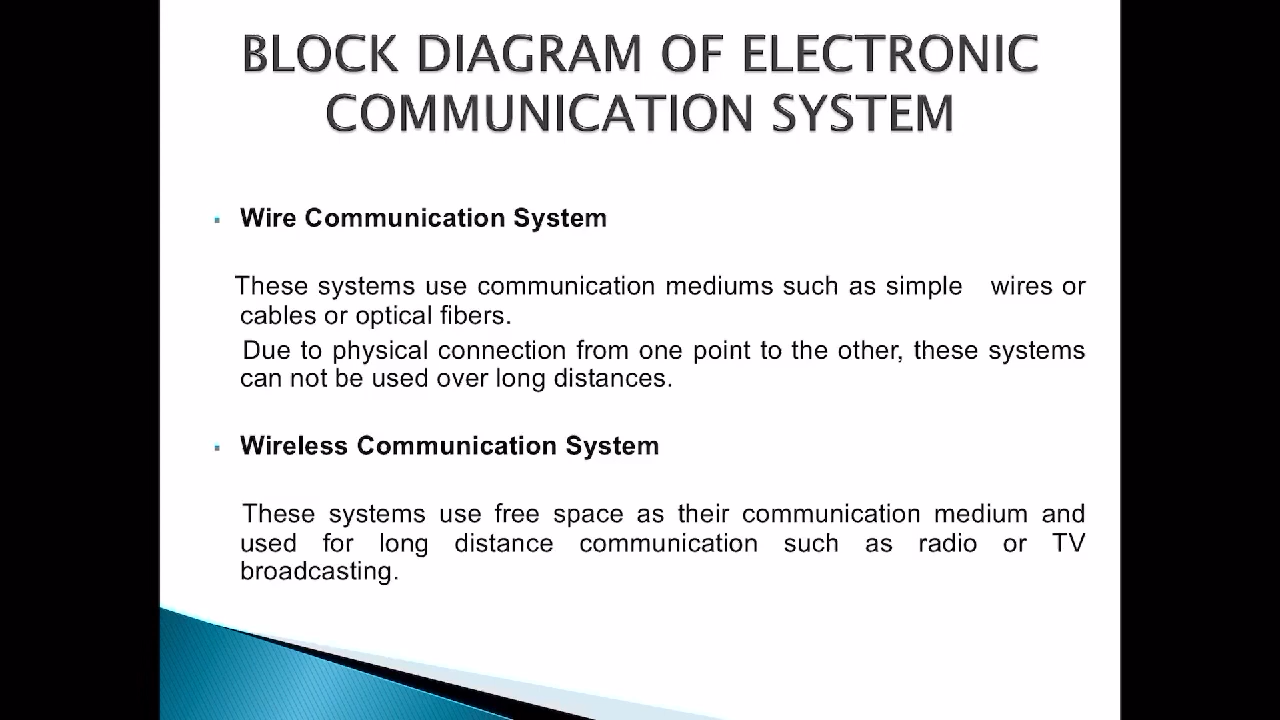 BLOCK DIAGRAM OF ELECTRONIC
COMMUNICATION SYSTEM
Wire Communication System
These systems use communication mediums such as simple wires or
cables or optical fibers.
Due to physical connection from one point to the other, these systems
can not be used over long distances.
Wireless Communication System
These systems use free space as their communication medium and
used for long distance communication such as radio or TV
broadcasting.